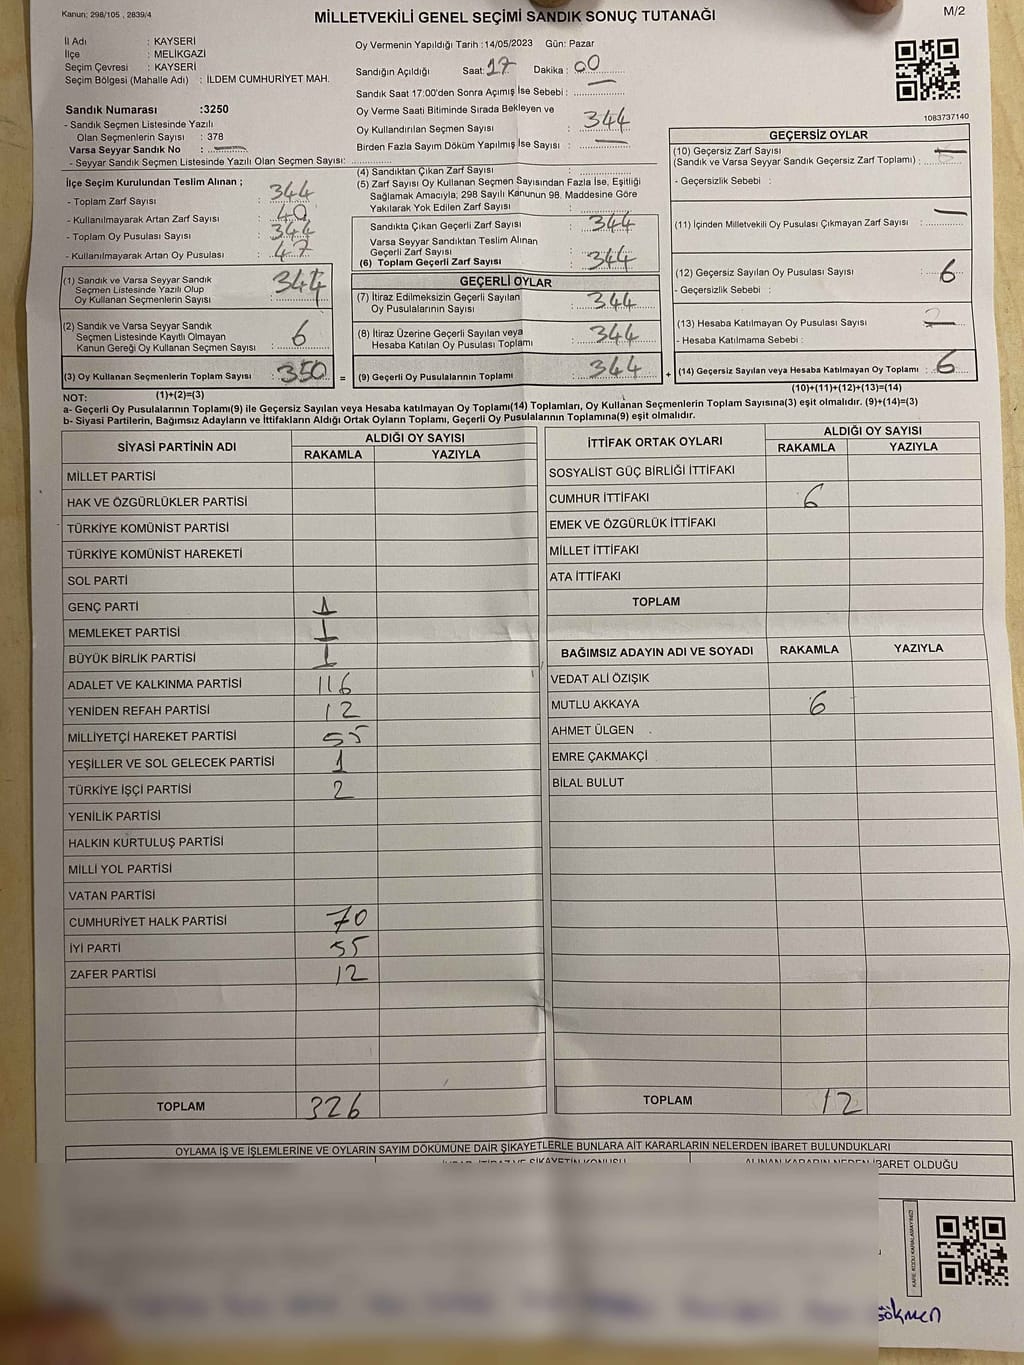 Kanun: 298/105 , 2839/4
MİLLETVEKİLİ GENEL SEÇİMİ SANDIK SONUÇ TUTANAĞI
M/2
İl Adı : KAYSERİ
İlçe : MELİKGAZİ
Seçim Çevresi : KAYSERİ
Seçim Bölgesi (Mahalle Adı) : İLDEM CUMHURİYET MAH.
Sandık Numarası :3250
- Sandık Seçmen Listesinde Yazılı
Olan Seçmenlerin Sayısı : 378
Varsa Seyyar Sandık No :
- Seyyar Sandık Seçmen Listesinde Yazılı Olan Seçmen Sayısı:
İlçe Seçim Kurulundan Teslim Alınan ;
- Toplam Zarf Sayısı : 344
- Kullanılmayarak Artan Zarf Sayısı : 40
- Toplam Oy Pusulası Sayısı : 344
- Kullanılmayarak Artan Oy Pusulası : 47
(1) Sandık ve Varsa Seyyar Sandık
Seçmen Listesinde Yazılı Olup
Oy Kullanan Seçmenlerin Sayısı : 344
(2) Sandık ve Varsa Seyyar Sandık
Seçmen Listesinde Kayıtlı Olmayan
Kanun Gereği Oy Kullanan Seçmen Sayısı : 6
(3) Oy Kullanan Seçmenlerin Toplam Sayısı : 350 =
(1)+(2)=(3)
Oy Vermenin Yapıldığı Tarih :14/05/2023 Gün: Pazar
Sandığın Açıldığı Saat: 17 Dakika : 00
Sandık Saat 17:00'den Sonra Açımış İse Sebebi :
Oy Verme Saati Bitiminde Sırada Bekleyen ve
Oy Kullandırılan Seçmen Sayısı : 344
Birden Fazla Sayım Döküm Yapılmış İse Sayısı :
(4) Sandıktan Çıkan Zarf Sayısı :
(5) Zarf Sayısı Oy Kullanan Seçmen Sayısından Fazla İse, Eşitliği
Sağlamak Amacıyla; 298 Sayılı Kanunun 98. Maddesine Göre
Yakılarak Yok Edilen Zarf Sayısı :
Sandıkta Çıkan Geçerli Zarf Sayısı : 344
Varsa Seyyar Sandıktan Teslim Alınan
Geçerli Zarf Sayısı
(6) Toplam Geçerli Zarf Sayısı : 344
GEÇERLİ OYLAR
(7) İtiraz Edilmeksizin Geçerli Sayılan
Oy Pusulalarının Sayısı : 344
(8) İtiraz Üzerine Geçerli Sayılan veya
Hesaba Katılan Oy Pusulası Toplamı : 344
(9) Geçerli Oy Pusulalarının Toplamı : 344 +
1083737140
GEÇERSİZ OYLAR
(10) Geçersiz Zarf Sayısı
(Sandık ve Varsa Seyyar Sandık Geçersiz Zarf Toplamı) :
- Geçersizlik Sebebi :
(11) İçinden Milletvekili Oy Pusulası Çıkmayan Zarf Sayısı :
(12) Geçersiz Sayılan Oy Pusulası Sayısı : 6
- Geçersizlik Sebebi :
(13) Hesaba Katılmayan Oy Pusulası Sayısı :
- Hesaba Katılmama Sebebi :
(14) Geçersiz Sayılan veya Hesaba Katılmayan Oy Toplamı : 6
(10)+(11)+(12)+(13)=(14)
NOT:
a- Geçerli Oy Pusulalarının Toplamı(9) ile Geçersiz Sayılan veya Hesaba katılmayan Oy Toplamı(14) Toplamları, Oy Kullanan Seçmenlerin Toplam Sayısına(3) eşit olmalıdır. (9)+(14)=(3)
b- Siyasi Partilerin, Bağımsız Adayların ve İttifakların Aldığı Ortak Oyların Toplamı, Geçerli Oy Pusulalarının Toplamına(9) eşit olmalıdır.
SİYASİ PARTİNİN ADI
ALDIĞI OY SAYISI
RAKAMLA YAZIYLA
MİLLET PARTİSİ
HAK VE ÖZGÜRLÜKLER PARTİSİ
TÜRKİYE KOMÜNİST PARTİSİ
TÜRKİYE KOMÜNİST HAREKETİ
SOL PARTİ
GENÇ PARTİ 1
MEMLEKET PARTİSİ 1
BÜYÜK BİRLİK PARTİSİ 1
ADALET VE KALKINMA PARTİSİ 116
YENİDEN REFAH PARTİSİ 12
MİLLİYETÇİ HAREKET PARTİSİ 55
YEŞİLLER VE SOL GELECEK PARTİSİ 1
TÜRKİYE İŞÇİ PARTİSİ 2
YENİLİK PARTİSİ
HALKIN KURTULUŞ PARTİSİ
MİLLİ YOL PARTİSİ
VATAN PARTİSİ
CUMHURİYET HALK PARTİSİ 70
İYİ PARTİ 55
ZAFER PARTİSİ 12
TOPLAM 326
İTTİFAK ORTAK OYLARI
ALDIĞI OY SAYISI
RAKAMLA YAZIYLA
SOSYALİST GÜÇ BİRLİĞİ İTTİFAKI
CUMHUR İTTİFAKI 6
EMEK VE ÖZGÜRLÜK İTTİFAKI
MİLLET İTTİFAKI
ATA İTTİFAKI
TOPLAM
BAĞIMSIZ ADAYIN ADI VE SOYADI RAKAMLA YAZIYLA
VEDAT ALİ ÖZIŞIK
MUTLU AKKAYA 6
AHMET ÜLGEN
EMRE ÇAKMAKÇİ
BİLAL BULUT
TOPLAM 12
OYLAMA İŞ VE İŞLEMLERİNE VE OYLARIN SAYIM DÖKÜMÜNE DAİR ŞİKAYETLERLE BUNLARA AİT KARARLARIN NELERDEN İBARET BULUNDUKLARI
İTİRAZ VE ŞİKAYETİN KONUSU ALINAN KARARIN NEDEN İBARET OLDUĞU
KARE KODU KARALAMAYINIZ!